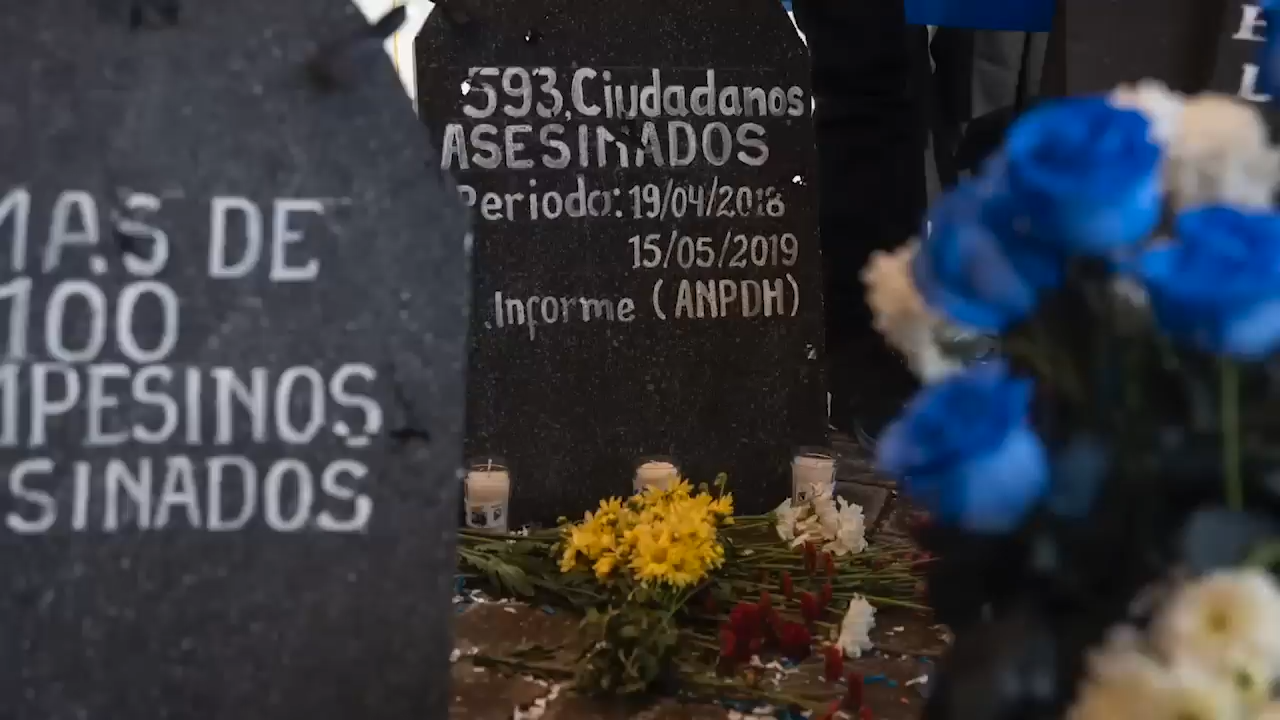 MAS DE
100
MPESINOS
SINADOS
593,Ciudadanos
ASESINADOS
Periodo: 19/04/2018
15/05/2019
Informe (ANPDH)